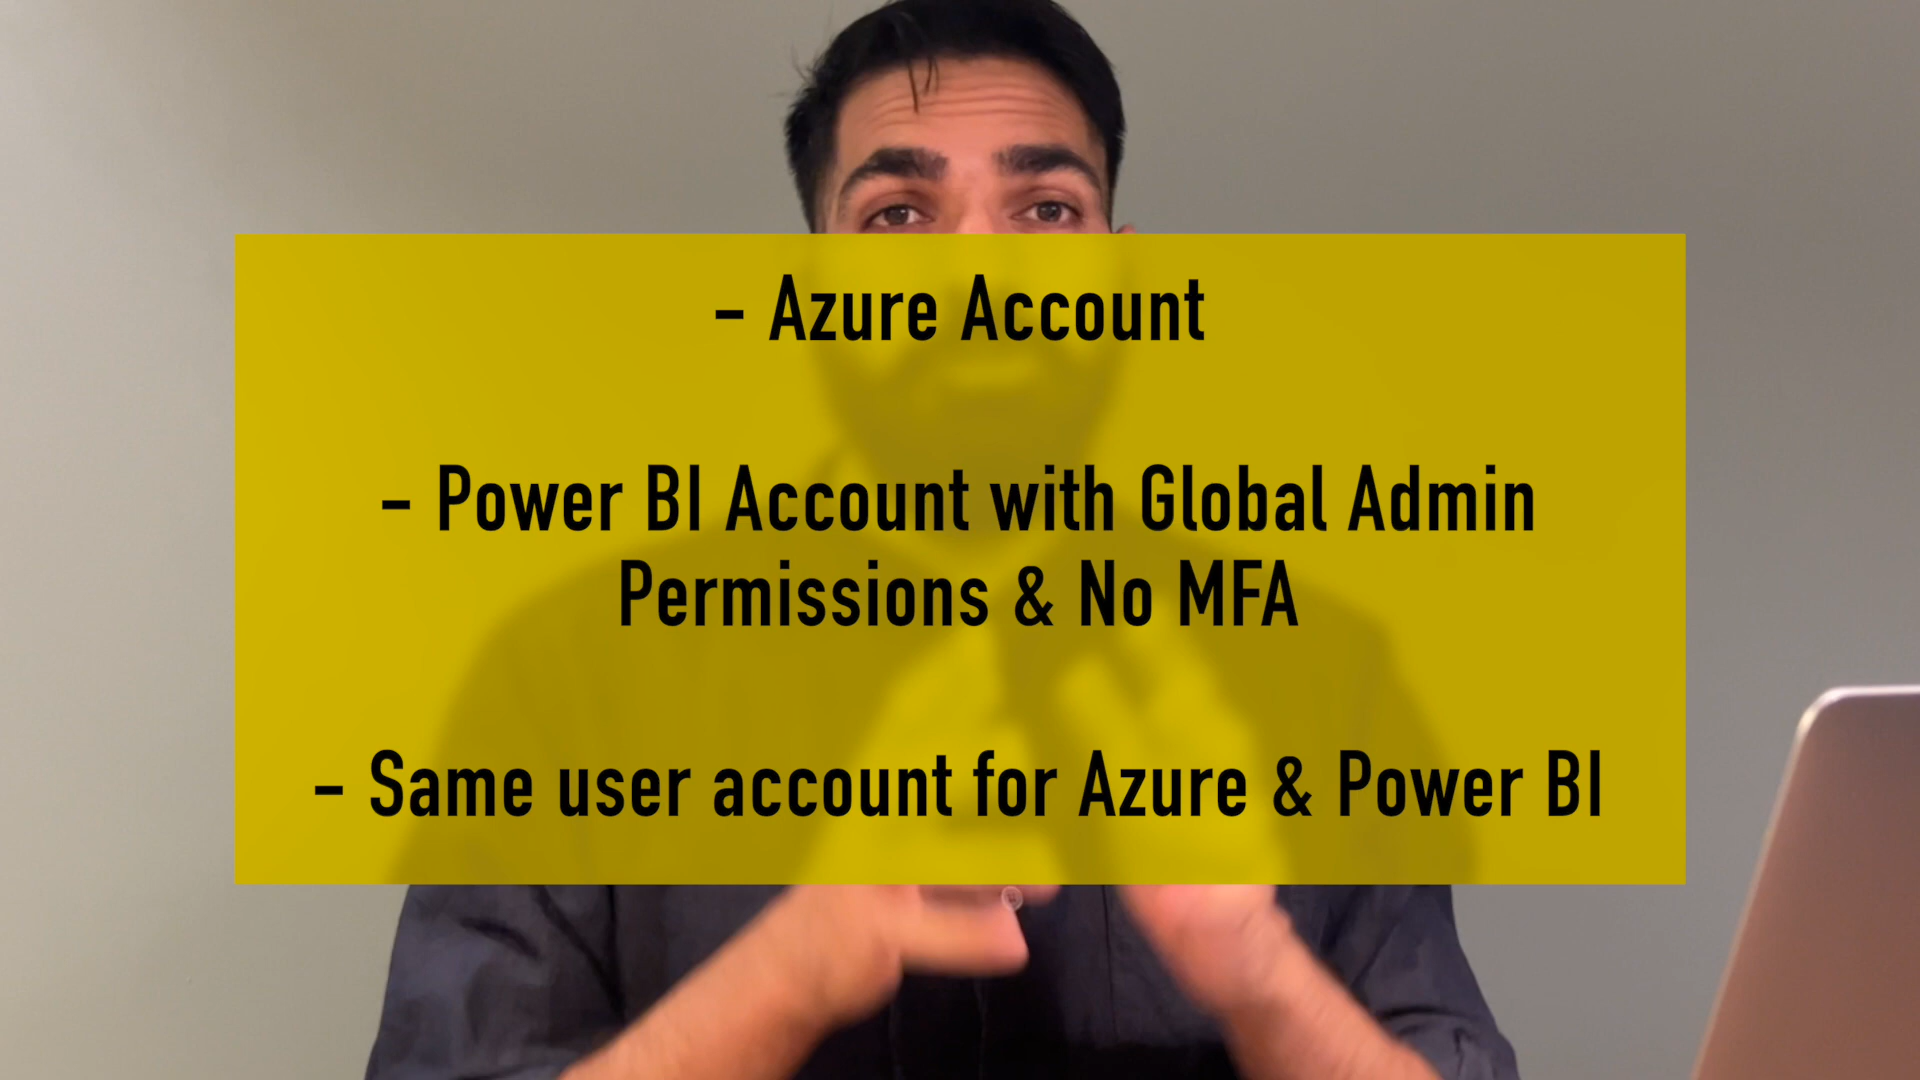 - Azure Account
- Power BI Account with Global Admin
Permissions & No MFA
- Same user account for Azure & Power BI